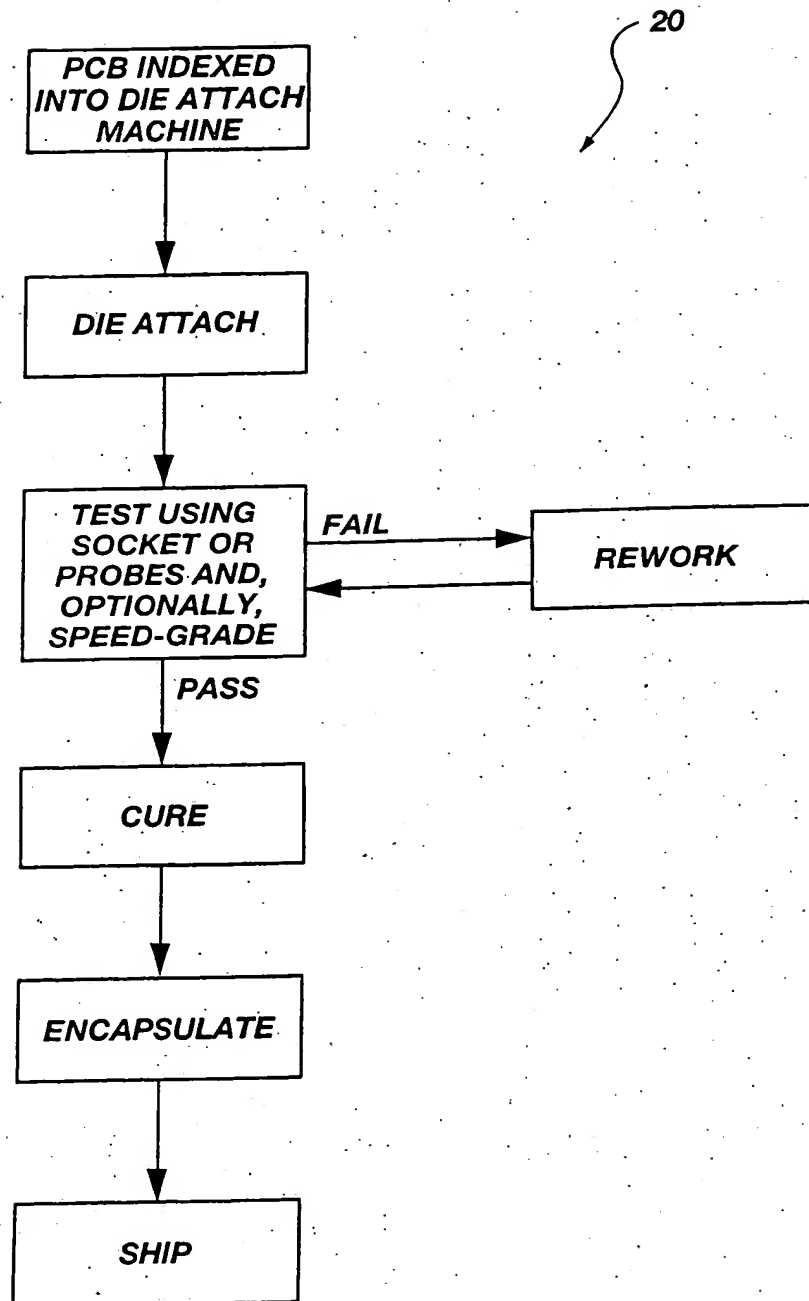 20
PCB INDEXED
INTO DIE ATTACH
MACHINE
DIE ATTACH
TEST USING
SOCKET OR
PROBES AND,
OPTIONALLY,
SPEED-GRADE
FAIL
REWORK
PASS
CURE
ENCAPSULATE
SHIP